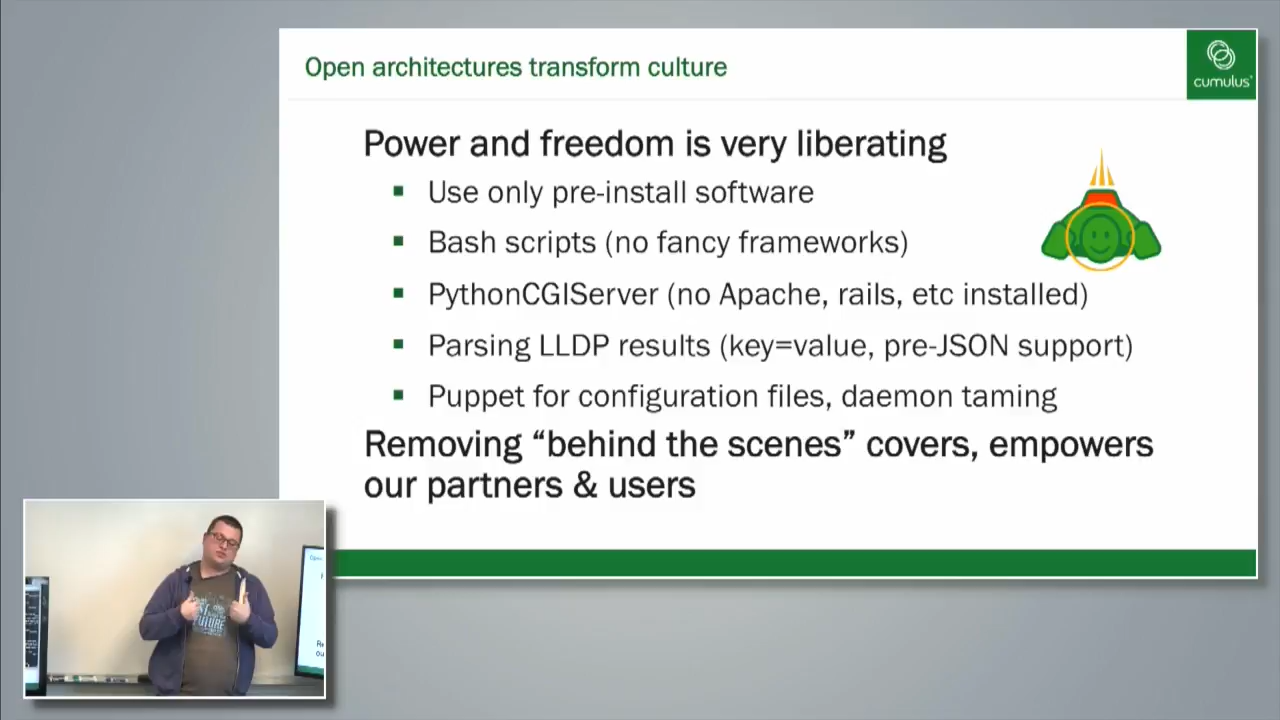 Open architectures transform culture
cumulus
Power and freedom is very liberating
▪ Use only pre-install software
▪ Bash scripts (no fancy frameworks)
▪ PythonCGIServer (no Apache, rails, etc installed)
▪ Parsing LLDP results (key=value, pre-JSON support)
▪ Puppet for configuration files, daemon taming
Removing “behind the scenes” covers, empowers
our partners & users